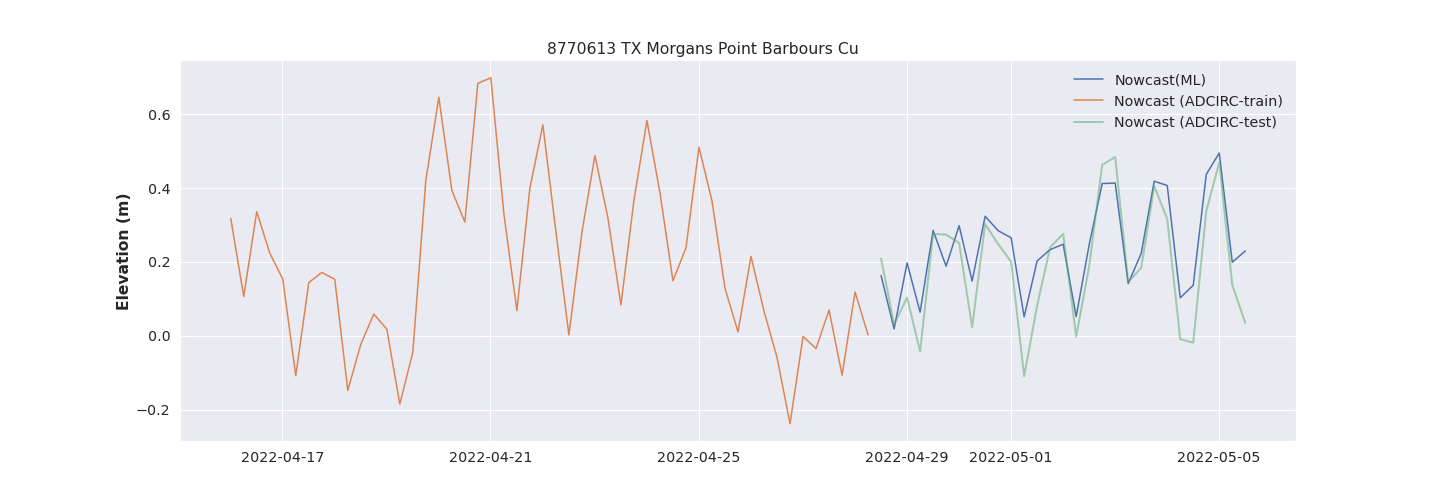 8770613 TX Morgans Point Barbours Cu
Nowcast(ML)
Nowcast (ADCIRC-train)
Nowcast (ADCIRC-test)
Elevation (m)
0.6
0.4
0.2
0.0
−0.2
2022-04-17 2022-04-21 2022-04-25 2022-04-29 2022-05-01 2022-05-05